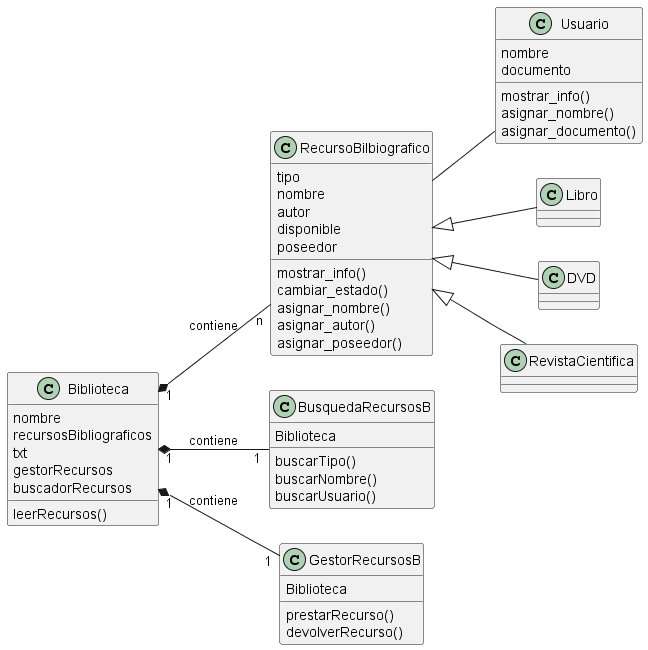 C Usuario
nombre
documento
mostrar_info()
asignar_nombre()
asignar_documento()
C RecursoBilbiografico
tipo
nombre
autor
disponible
poseedor
mostrar_info()
cambiar_estado()
asignar_nombre()
asignar_autor()
asignar_poseedor()
C Libro
C DVD
C RevistaCientifica
contiene
n
1
C Biblioteca
nombre
recursosBibliograficos
txt
gestorRecursos
buscadorRecursos
leerRecursos()
contiene
1
1
C BusquedaRecursosB
Biblioteca
buscarTipo()
buscarNombre()
buscarUsuario()
1
contiene
1
C GestorRecursosB
Biblioteca
prestarRecurso()
devolverRecurso()